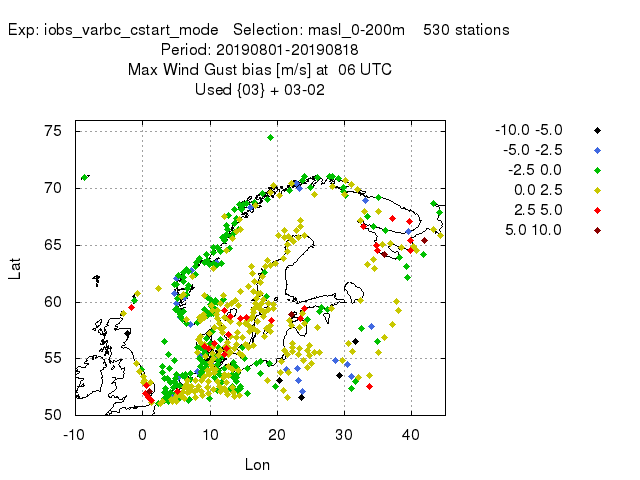 Exp: iobs_varbc_cstart_mode   Selection: masl_0-200m    530 stations
Period: 20190801-20190818
Max Wind Gust bias [m/s] at  06 UTC
Used {03} + 03-02
-10.0 -5.0
-5.0 -2.5
-2.5 0.0
0.0 2.5
2.5 5.0
5.0 10.0
75
70
65
60
55
50
Lat
-10 0 10 20 30 40
Lon